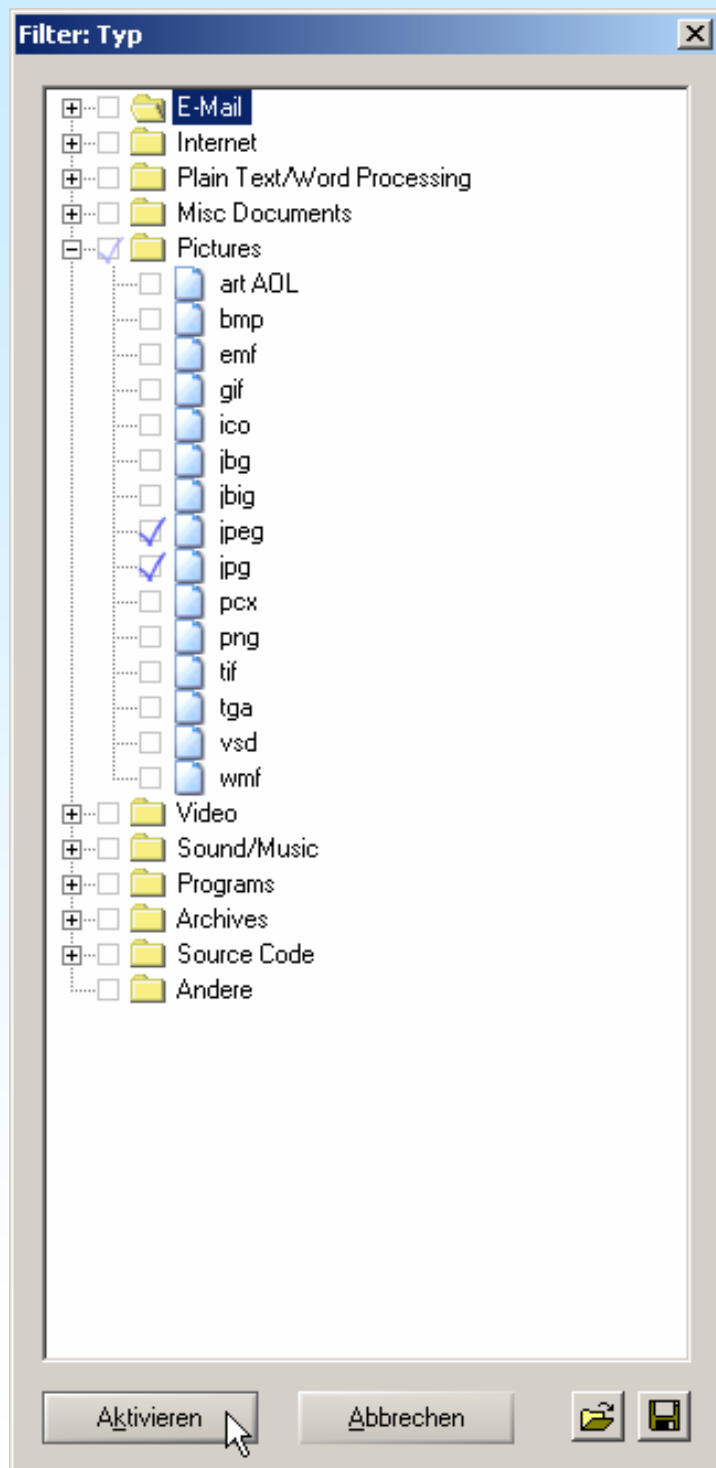 Filter: Typ
E-Mail
Internet
Plain Text/Word Processing
Misc Documents
Pictures
art AOL
bmp
emf
gif
ico
jbg
jbig
jpeg
jpg
pcx
png
tif
tga
vsd
wmf
Video
Sound/Music
Programs
Archives
Source Code
Andere
Aktivieren Abbrechen